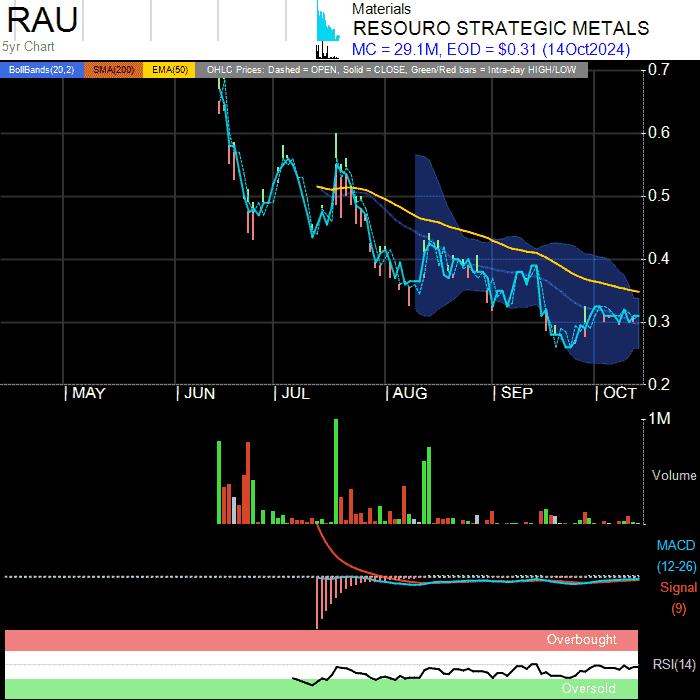 RAU
Materials
RESOURO STRATEGIC METALS
5yr Chart
MC = 29.1M, EOD = $0.31 (14Oct2024)
BollBands(20,2) SMA(200) EMA(50) OHLC Prices: Dashed = OPEN, Solid = CLOSE, Green/Red bars = Intra-day HIGH/LOW
0.7
0.6
0.5
0.4
0.3
0.2
| MAY | JUN | JUL | AUG | SEP | OCT
1M
Volume
MACD
(12-26)
Signal
(9)
Overbought
RSI(14)
Oversold